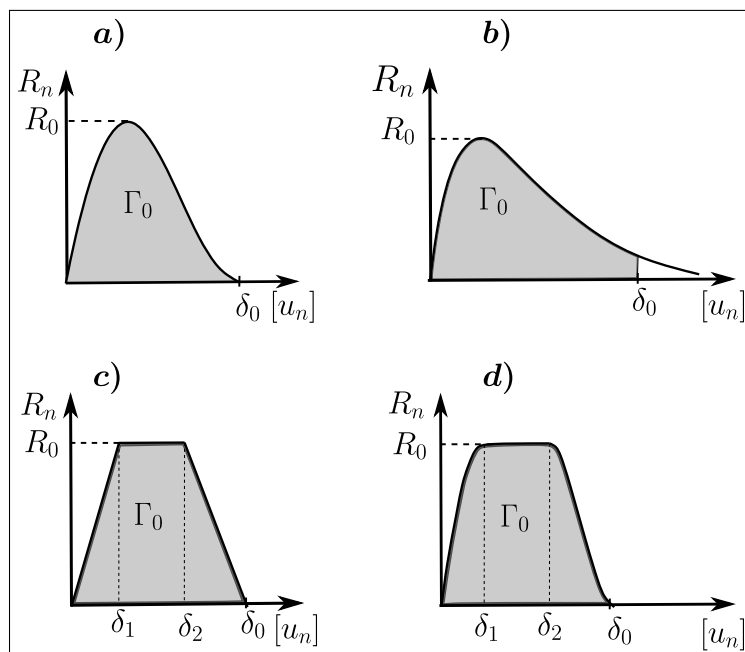 a)
R_n
R_0
Γ_0
δ_0 [u_n]
b)
R_n
R_0
Γ_0
δ_0 [u_n]
c)
R_n
R_0
Γ_0
δ_1 δ_2 δ_0 [u_n]
d)
R_n
R_0
Γ_0
δ_1 δ_2 δ_0 [u_n]